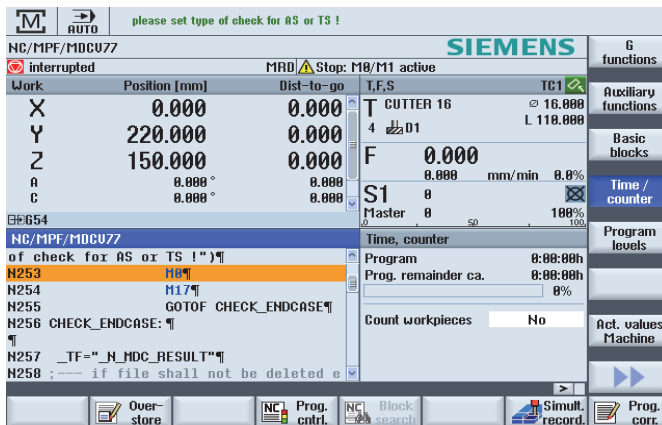 M AUTO please set type of check for AS or TS !
NC/MPF/MDCU77 SIEMENS
interrupted MRD Stop: M0/M1 active
Work Position [mm] Dist-to-go
X 0.000 0.000
Y 220.000 0.000
Z 150.000 0.000
A 0.000 ° 0.000
C 0.000 ° 0.000
G54
T,F,S TC1
T CUTTER 16 ⌀ 16.000
4 D1 L 110.000
F 0.000
0.000 mm/min 0.0%
S1 0
Master 0 100%
0 50 100
NC/MPF/MDCU77
of check for AS or TS !")¶
N253 M0¶
N254 M17¶
N255 GOTOF CHECK_ENDCASE¶
N256 CHECK_ENDCASE: ¶
¶
N257 _TF="_N_MDC_RESULT"¶
N258 ;--- if file shall not be deleted e
Time, counter
Program 0:00:00h
Prog. remainder ca. 0:00:00h
0%
Count workpieces No
G
functions
Auxiliary
functions
Basic
blocks
Time /
counter
Program
levels
Act. values
Machine
Over-
store
NC Prog.
cntrl.
NC Block
search
Simult.
record.
Prog.
corr.